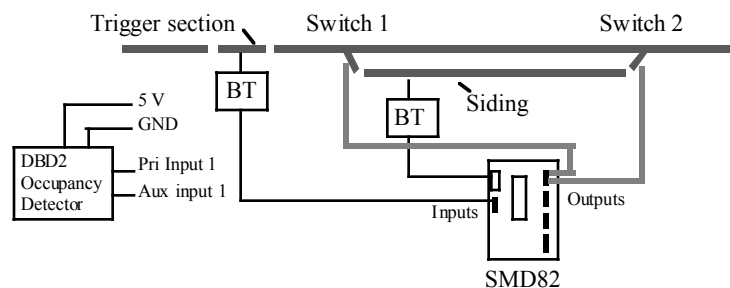 Trigger section
Switch 1
Switch 2
BT
Siding
BT
5 V
GND
DBD2
Occupancy
Detector
Pri Input 1
Aux input 1
Inputs
Outputs
SMD82